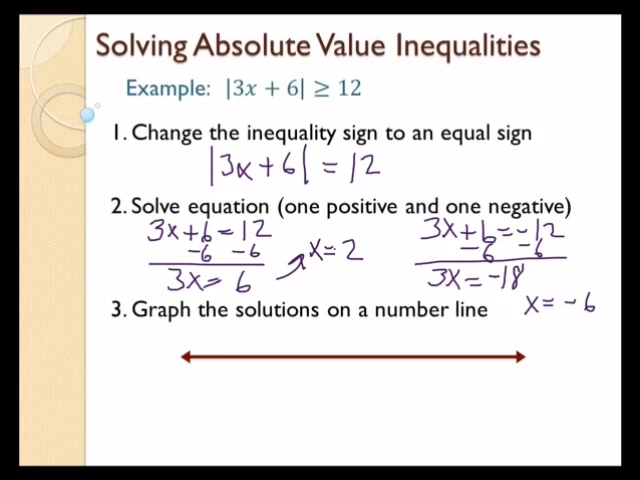 Solving Absolute Value Inequalities
Example: |3x + 6| ≥ 12
1. Change the inequality sign to an equal sign
|3x+6| = 12
2. Solve equation (one positive and one negative)
3x+6=12 3x+6=-12
-6 -6 x=2 -6 -6
3x= 6 3x= -18
3. Graph the solutions on a number line x= -6